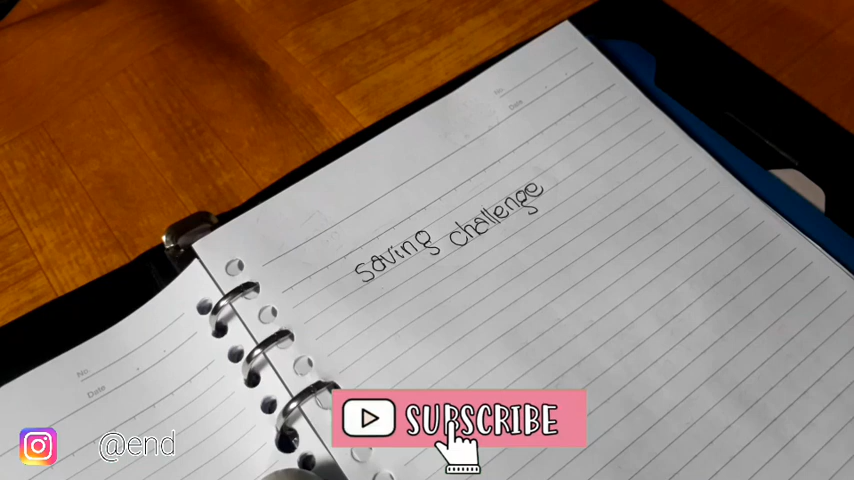 No
Date
saving challenge
No
Date
SUBSCRIBE
@end